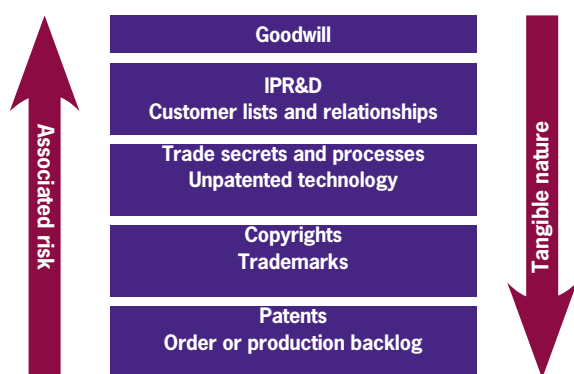 Goodwill
IPR&D
Customer lists and relationships
Trade secrets and processes
Unpatented technology
Copyrights
Trademarks
Patents
Order or production backlog
Associated risk
Tangible nature